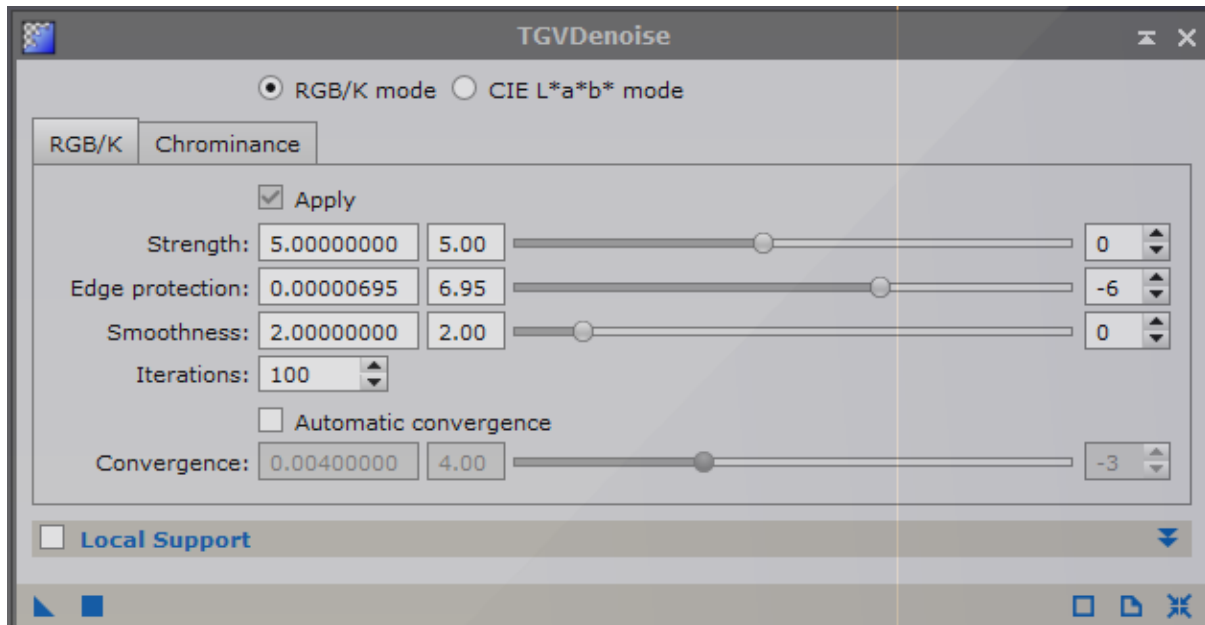 TGVDenoise
RGB/K mode CIE L*a*b* mode
RGB/K Chrominance
Apply
Strength: 5.00000000 5.00 0
Edge protection: 0.00000695 6.95 -6
Smoothness: 2.00000000 2.00 0
Iterations: 100
Automatic convergence
Convergence: 0.00400000 4.00 -3
Local Support